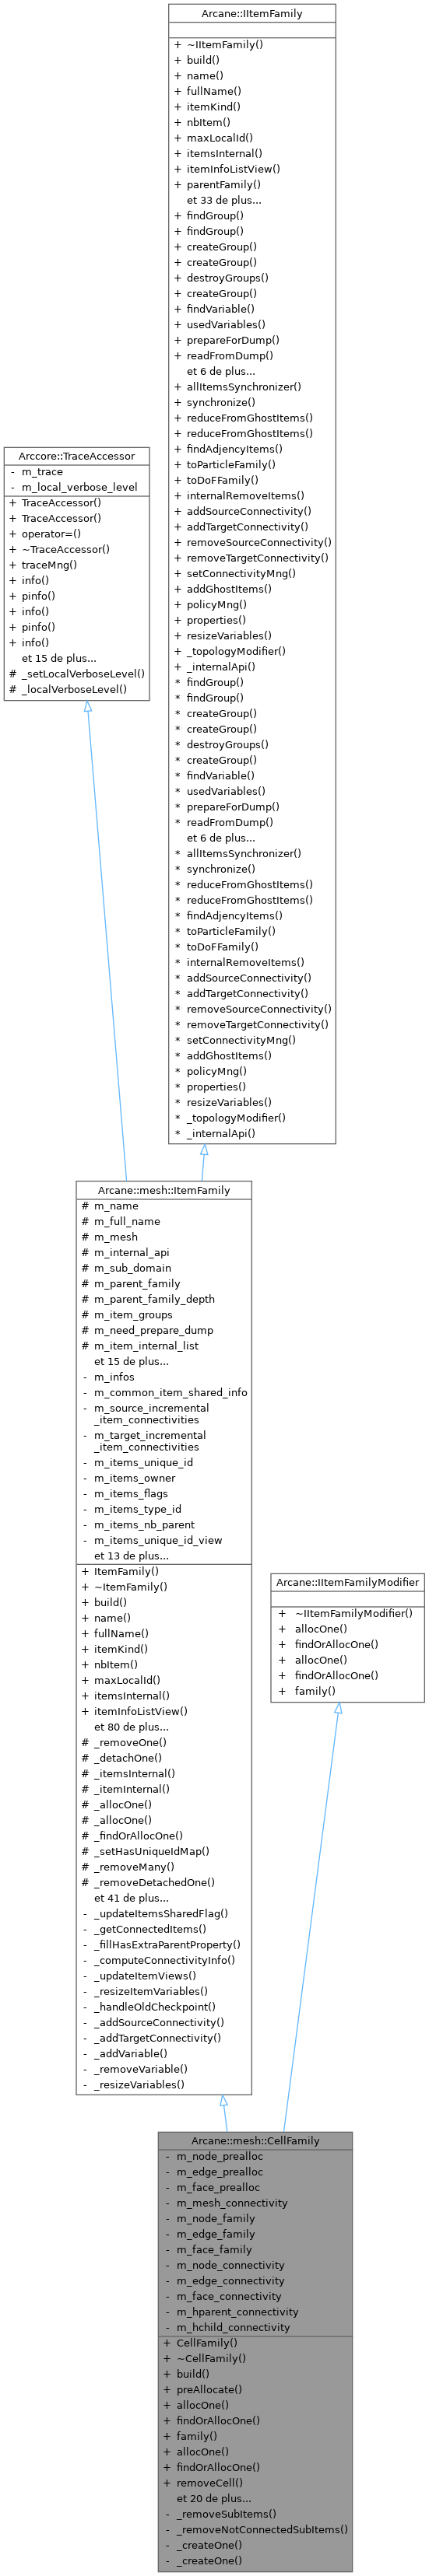 Arcane::IItemFamily
+ ~IItemFamily()
+ build()
+ name()
+ fullName()
+ itemKind()
+ nbItem()
+ maxLocalId()
+ itemsInternal()
+ itemInfoListView()
+ parentFamily()
et 33 de plus...
+ findGroup()
+ findGroup()
+ createGroup()
+ createGroup()
+ destroyGroups()
+ createGroup()
+ findVariable()
+ usedVariables()
+ prepareForDump()
+ readFromDump()
et 6 de plus...
+ allItemsSynchronizer()
+ synchronize()
+ reduceFromGhostItems()
+ reduceFromGhostItems()
+ findAdjencyItems()
+ toParticleFamily()
+ toDoFFamily()
+ internalRemoveItems()
+ addSourceConnectivity()
+ addTargetConnectivity()
+ removeSourceConnectivity()
+ removeTargetConnectivity()
+ setConnectivityMng()
+ addGhostItems()
+ policyMng()
+ properties()
+ resizeVariables()
+ _topologyModifier()
+ _internalApi()
* findGroup()
* findGroup()
* createGroup()
* createGroup()
* destroyGroups()
* createGroup()
* findVariable()
* usedVariables()
* prepareForDump()
* readFromDump()
et 6 de plus...
* allItemsSynchronizer()
* synchronize()
* reduceFromGhostItems()
* reduceFromGhostItems()
* findAdjencyItems()
* toParticleFamily()
* toDoFFamily()
* internalRemoveItems()
* addSourceConnectivity()
* addTargetConnectivity()
* removeSourceConnectivity()
* removeTargetConnectivity()
* setConnectivityMng()
* addGhostItems()
* policyMng()
* properties()
* resizeVariables()
* _topologyModifier()
* _internalApi()
Arccore::TraceAccessor
- m_trace
- m_local_verbose_level
+ TraceAccessor()
+ TraceAccessor()
+ operator=()
+ ~TraceAccessor()
+ traceMng()
+ info()
+ pinfo()
+ info()
+ pinfo()
+ info()
et 15 de plus...
# _setLocalVerboseLevel()
# _localVerboseLevel()
Arcane::mesh::ItemFamily
# m_name
# m_full_name
# m_mesh
# m_internal_api
# m_sub_domain
# m_parent_family
# m_parent_family_depth
# m_item_groups
# m_need_prepare_dump
# m_item_internal_list
et 15 de plus...
- m_infos
- m_common_item_shared_info
- m_source_incremental
_item_connectivities
- m_target_incremental
_item_connectivities
- m_items_unique_id
- m_items_owner
- m_items_flags
- m_items_type_id
- m_items_nb_parent
- m_items_unique_id_view
et 13 de plus...
+ ItemFamily()
+ ~ItemFamily()
+ build()
+ name()
+ fullName()
+ itemKind()
+ nbItem()
+ maxLocalId()
+ itemsInternal()
+ itemInfoListView()
et 80 de plus...
# _removeOne()
# _detachOne()
# _itemsInternal()
# _itemInternal()
# _allocOne()
# _allocOne()
# _findOrAllocOne()
# _setHasUniqueIdMap()
# _removeMany()
# _removeDetachedOne()
et 41 de plus...
- _updateItemsSharedFlag()
- _getConnectedItems()
- _fillHasExtraParentProperty()
- _computeConnectivityInfo()
- _updateItemViews()
- _resizeItemVariables()
- _handleOldCheckpoint()
- _addSourceConnectivity()
- _addTargetConnectivity()
- _addVariable()
- _removeVariable()
- _resizeVariables()
Arcane::IItemFamilyModifier
+ ~IItemFamilyModifier()
+ allocOne()
+ findOrAllocOne()
+ allocOne()
+ findOrAllocOne()
+ family()
Arcane::mesh::CellFamily
- m_node_prealloc
- m_edge_prealloc
- m_face_prealloc
- m_mesh_connectivity
- m_node_family
- m_edge_family
- m_face_family
- m_node_connectivity
- m_edge_connectivity
- m_face_connectivity
- m_hparent_connectivity
- m_hchild_connectivity
+ CellFamily()
+ ~CellFamily()
+ build()
+ preAllocate()
+ allocOne()
+ findOrAllocOne()
+ family()
+ allocOne()
+ findOrAllocOne()
+ removeCell()
et 20 de plus...
- _removeSubItems()
- _removeNotConnectedSubItems()
- _createOne()
- _createOne()